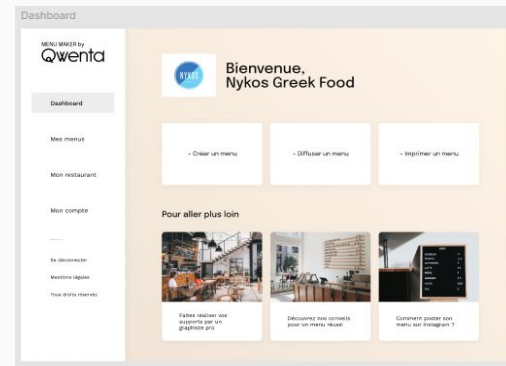 Dashboard
MENU MAKER by
Qwenta
Dashboard
Mes menus
Mon restaurant
Mon compte
Se déconnecter
Mentions légales
Tous droits réservés
NYKOS
Bienvenue,
Nykos Greek Food
+ Créer un menu
+ Diffuser un menu
+ Imprimer un menu
Pour aller plus loin
Faites réaliser vos
supports par un
graphiste pro
Découvrez nos conseils
pour un menu réussi
Comment poster son
menu sur Instagram ?